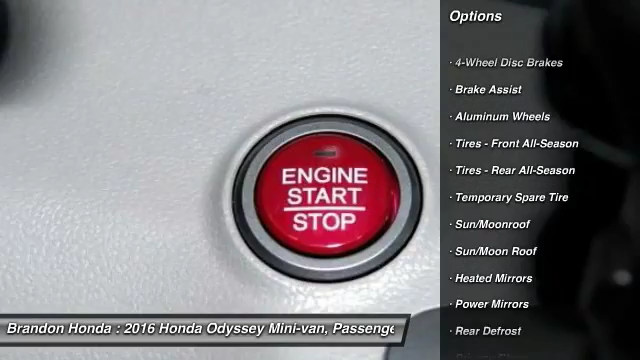 Options
· 4-Wheel Disc Brakes
· Brake Assist
· Aluminum Wheels
· Tires - Front All-Season
· Tires - Rear All-Season
· Temporary Spare Tire
· Sun/Moonroof
· Sun/Moon Roof
· Heated Mirrors
· Power Mirrors
· Rear Defrost
ENGINE
START
STOP
Brandon Honda : 2016 Honda Odyssey Mini-van, Passenge